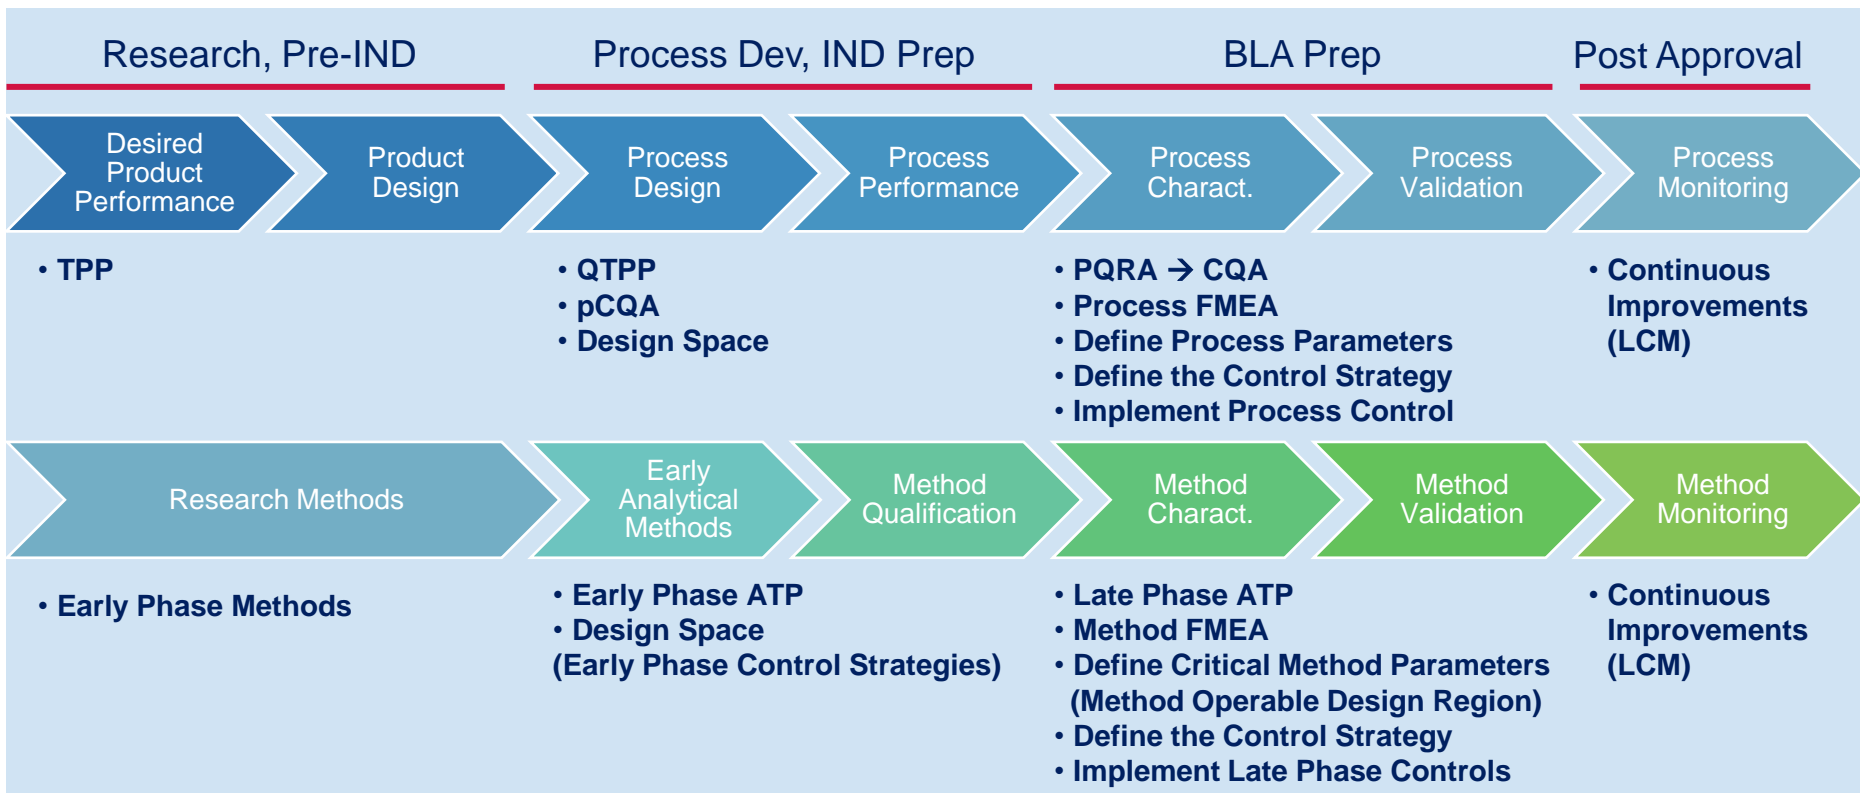 Research, Pre-IND
Process Dev, IND Prep
BLA Prep
Post Approval
Desired
Product
Performance
Product
Design
Process
Design
Process
Performance
Process
Charact.
Process
Validation
Process
Monitoring
• TPP
• QTPP
• pCQA
• Design Space
• PQRA → CQA
• Process FMEA
• Define Process Parameters
• Define the Control Strategy
• Implement Process Control
• Continuous
Improvements
(LCM)
Research Methods
Early
Analytical
Methods
Method
Qualification
Method
Charact.
Method
Validation
Method
Monitoring
• Early Phase Methods
• Early Phase ATP
• Design Space
(Early Phase Control Strategies)
• Late Phase ATP
• Method FMEA
• Define Critical Method Parameters
(Method Operable Design Region)
• Define the Control Strategy
• Implement Late Phase Controls
• Continuous
Improvements
(LCM)